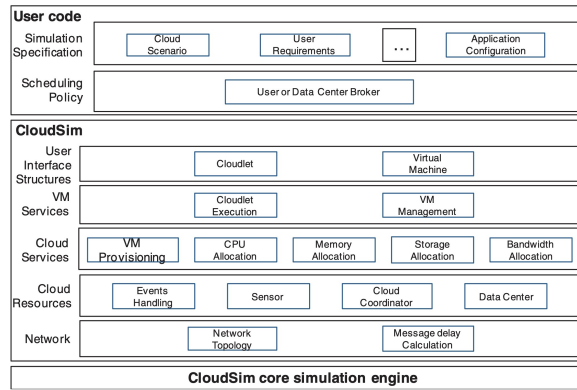 User code
Simulation
Specification
Cloud
Scenario
User
Requirements
...
Application
Configuration
Scheduling
Policy
User or Data Center Broker
CloudSim
User
Interface
Structures
Cloudlet
Virtual
Machine
VM
Services
Cloudlet
Execution
VM
Management
Cloud
Services
VM
Provisioning
CPU
Allocation
Memory
Allocation
Storage
Allocation
Bandwidth
Allocation
Cloud
Resources
Events
Handling
Sensor
Cloud
Coordinator
Data Center
Network
Network
Topology
Message delay
Calculation
CloudSim core simulation engine